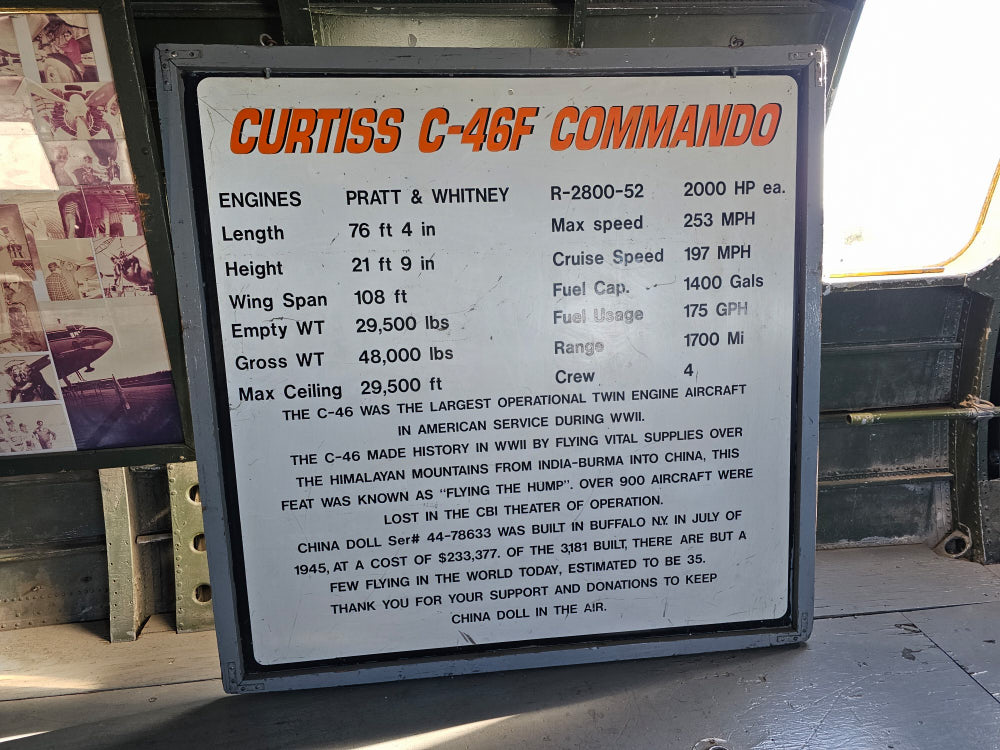 CURTISS C-46F COMMANDO
ENGINES PRATT & WHITNEY R-2800-52 2000 HP ea.
Length 76 ft 4 in Max speed 253 MPH
Height 21 ft 9 in Cruise Speed 197 MPH
Wing Span 108 ft Fuel Cap. 1400 Gals
Empty WT 29,500 lbs Fuel Usage 175 GPH
Gross WT 48,000 lbs Range 1700 Mi
Max Ceiling 29,500 ft Crew 4
THE C-46 WAS THE LARGEST OPERATIONAL TWIN ENGINE AIRCRAFT
IN AMERICAN SERVICE DURING WWII.
THE C-46 MADE HISTORY IN WWII BY FLYING VITAL SUPPLIES OVER
THE HIMALAYAN MOUNTAINS FROM INDIA-BURMA INTO CHINA, THIS
FEAT WAS KNOWN AS "FLYING THE HUMP". OVER 900 AIRCRAFT WERE
LOST IN THE CBI THEATER OF OPERATION.
CHINA DOLL Ser# 44-78633 WAS BUILT IN BUFFALO N.Y. IN JULY OF
1945, AT A COST OF $233,377. OF THE 3,181 BUILT, THERE ARE BUT A
FEW FLYING IN THE WORLD TODAY, ESTIMATED TO BE 35.
THANK YOU FOR YOUR SUPPORT AND DONATIONS TO KEEP
CHINA DOLL IN THE AIR.